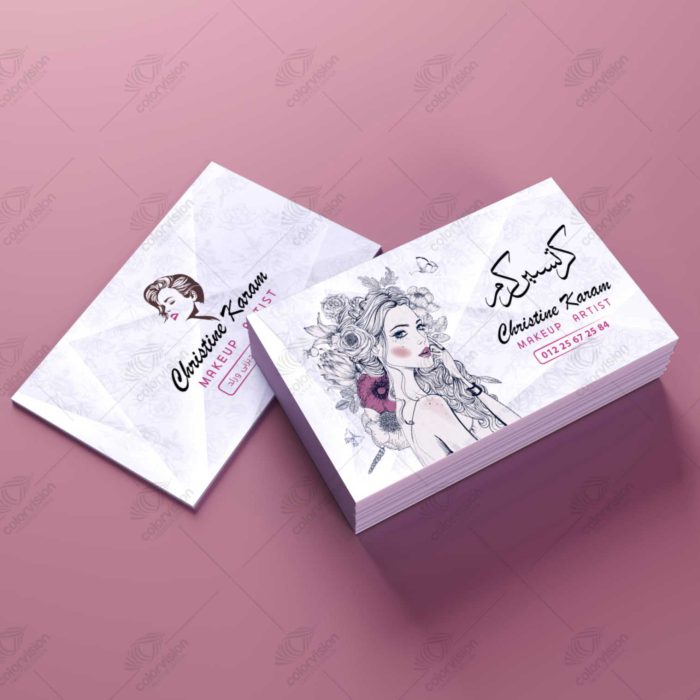 Christine Karam
MAKEUP ARTIST
كرستين كرم
Christine Karam
MAKEUP ARTIST
012 25 67 25 84
colorvision